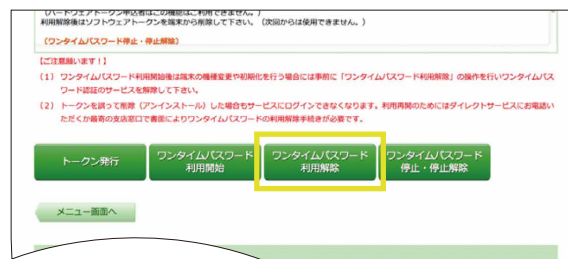 （ハードウェアトークン申込者はこの機能はご利用できません。）
利用解除後はソフトウェアトークンを端末から削除して下さい。（次回からは使用できません。）
（ワンタイムパスワード停止・停止解除）
【ご注意願います！】
（1）ワンタイムパスワード利用開始後は端末の機種変更や初期化を行う場合には事前に「ワンタイムパスワード利用解除」の操作を行いワンタイムパス
ワード認証のサービスを解除して下さい。
（2）トークンを誤って削除（アンインストール）した場合もサービスにログインできなくなります。利用再開のためにはダイレクトサービスにお電話い
ただくか最寄の支店窓口で書面によりワンタイムパスワードの利用解除手続きが必要です。
トークン発行
ワンタイムパスワード
利用開始
ワンタイムパスワード
利用解除
ワンタイムパスワード
停止・停止解除
メニュー画面へ